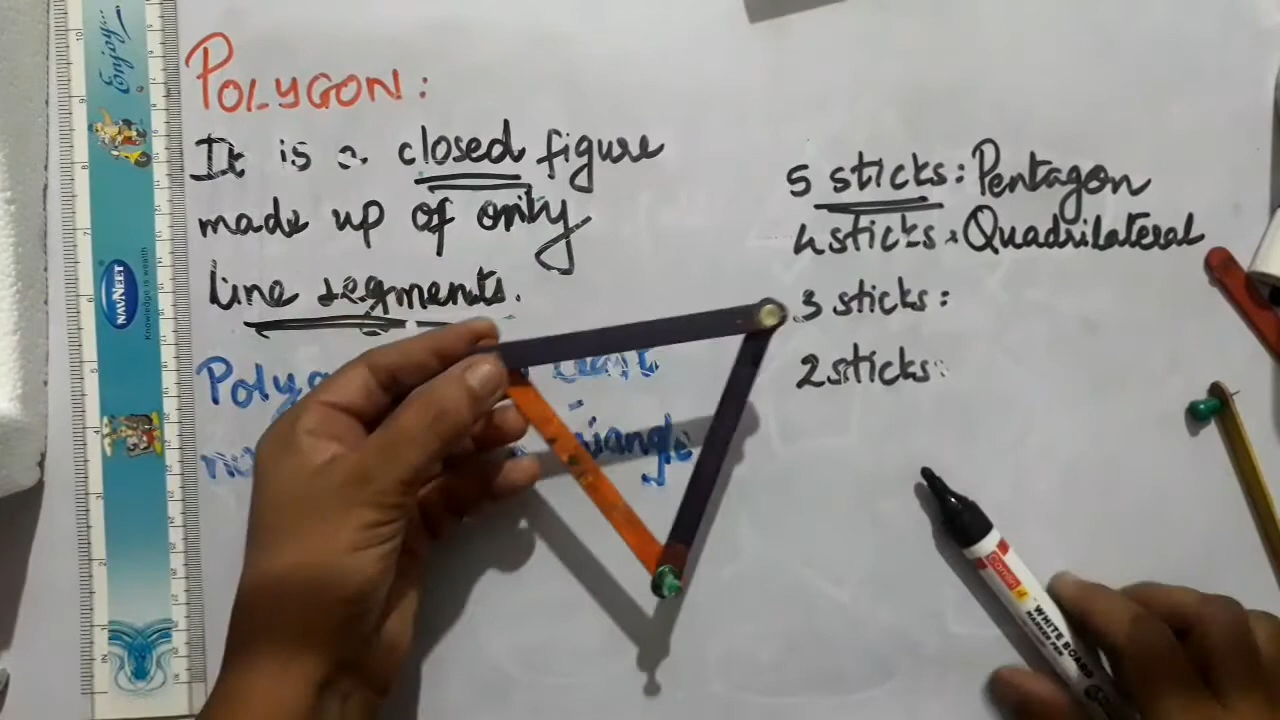 POLYGON:
It is a closed figure
made up of only
line segments.
5 sticks: Pentagon
4 sticks: Quadrilateral
3 sticks:
2 sticks:
Enjoy...
NAVNEET
Knowledge is wealth
Camlin
WHITE BOARD
MARKER PEN